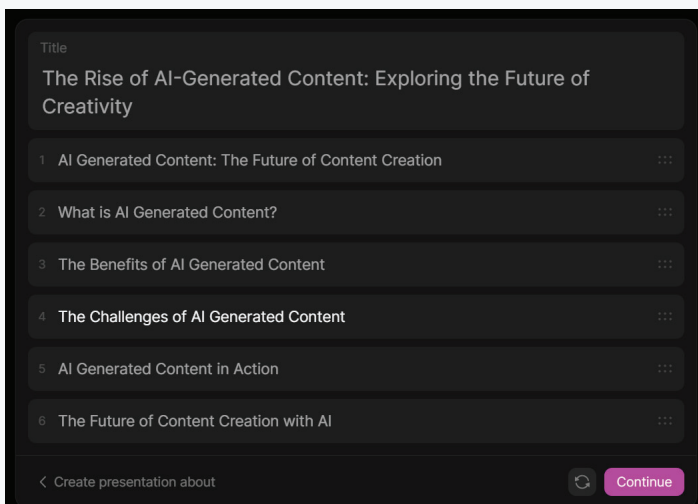 Title
The Rise of AI-Generated Content: Exploring the Future of
Creativity
1 AI Generated Content: The Future of Content Creation
2 What is AI Generated Content?
3 The Benefits of AI Generated Content
4 The Challenges of AI Generated Content
5 AI Generated Content in Action
6 The Future of Content Creation with AI
Create presentation about
Continue